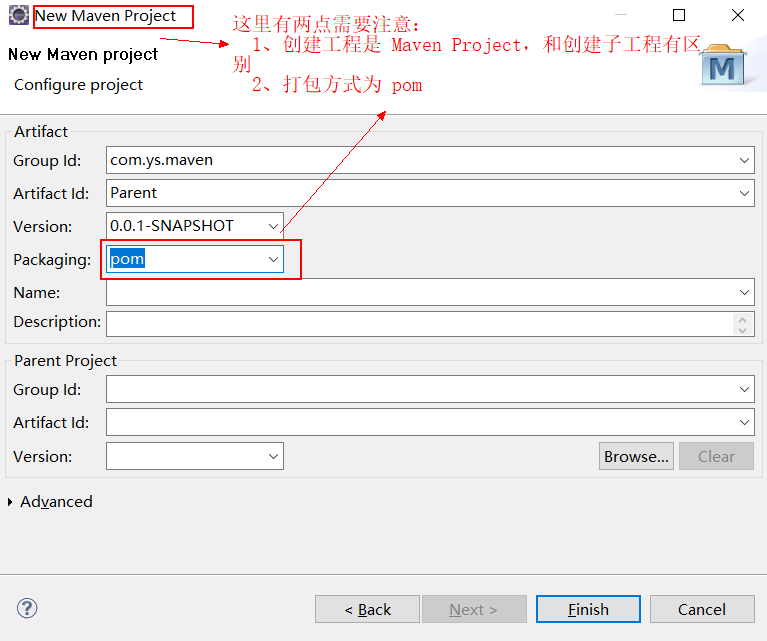 New Maven Project
这里有两点需要注意：
1、创建工程是 Maven Project，和创建子工程有区
别
2、打包方式为 pom
New Maven project
Configure project
M
Artifact
Group Id: com.ys.maven
Artifact Id: Parent
Version: 0.0.1-SNAPSHOT
Packaging: pom
Name:
Description:
Parent Project
Group Id:
Artifact Id:
Version: Browse... Clear
Advanced
? < Back Next > Finish Cancel